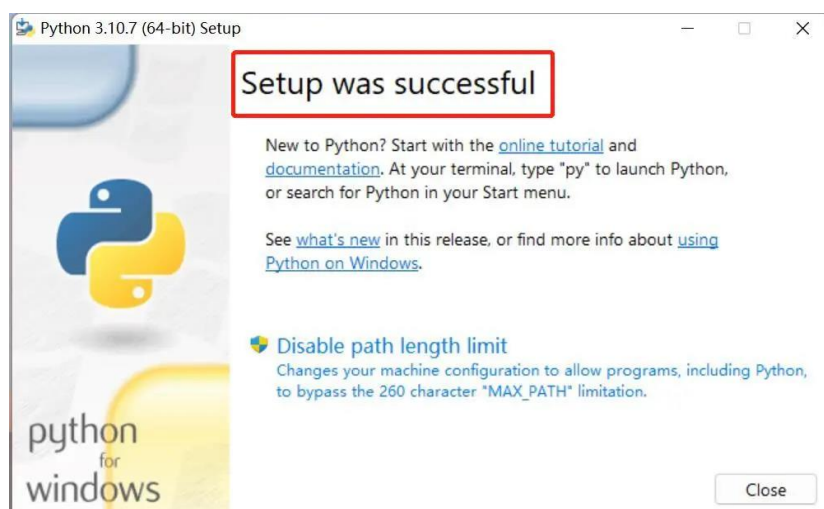 Python 3.10.7 (64-bit) Setup
Setup was successful
New to Python? Start with the online tutorial and
documentation. At your terminal, type "py" to launch Python,
or search for Python in your Start menu.
See what's new in this release, or find more info about using
Python on Windows.
Disable path length limit
Changes your machine configuration to allow programs, including Python,
to bypass the 260 character "MAX_PATH" limitation.
python
for
windows
Close